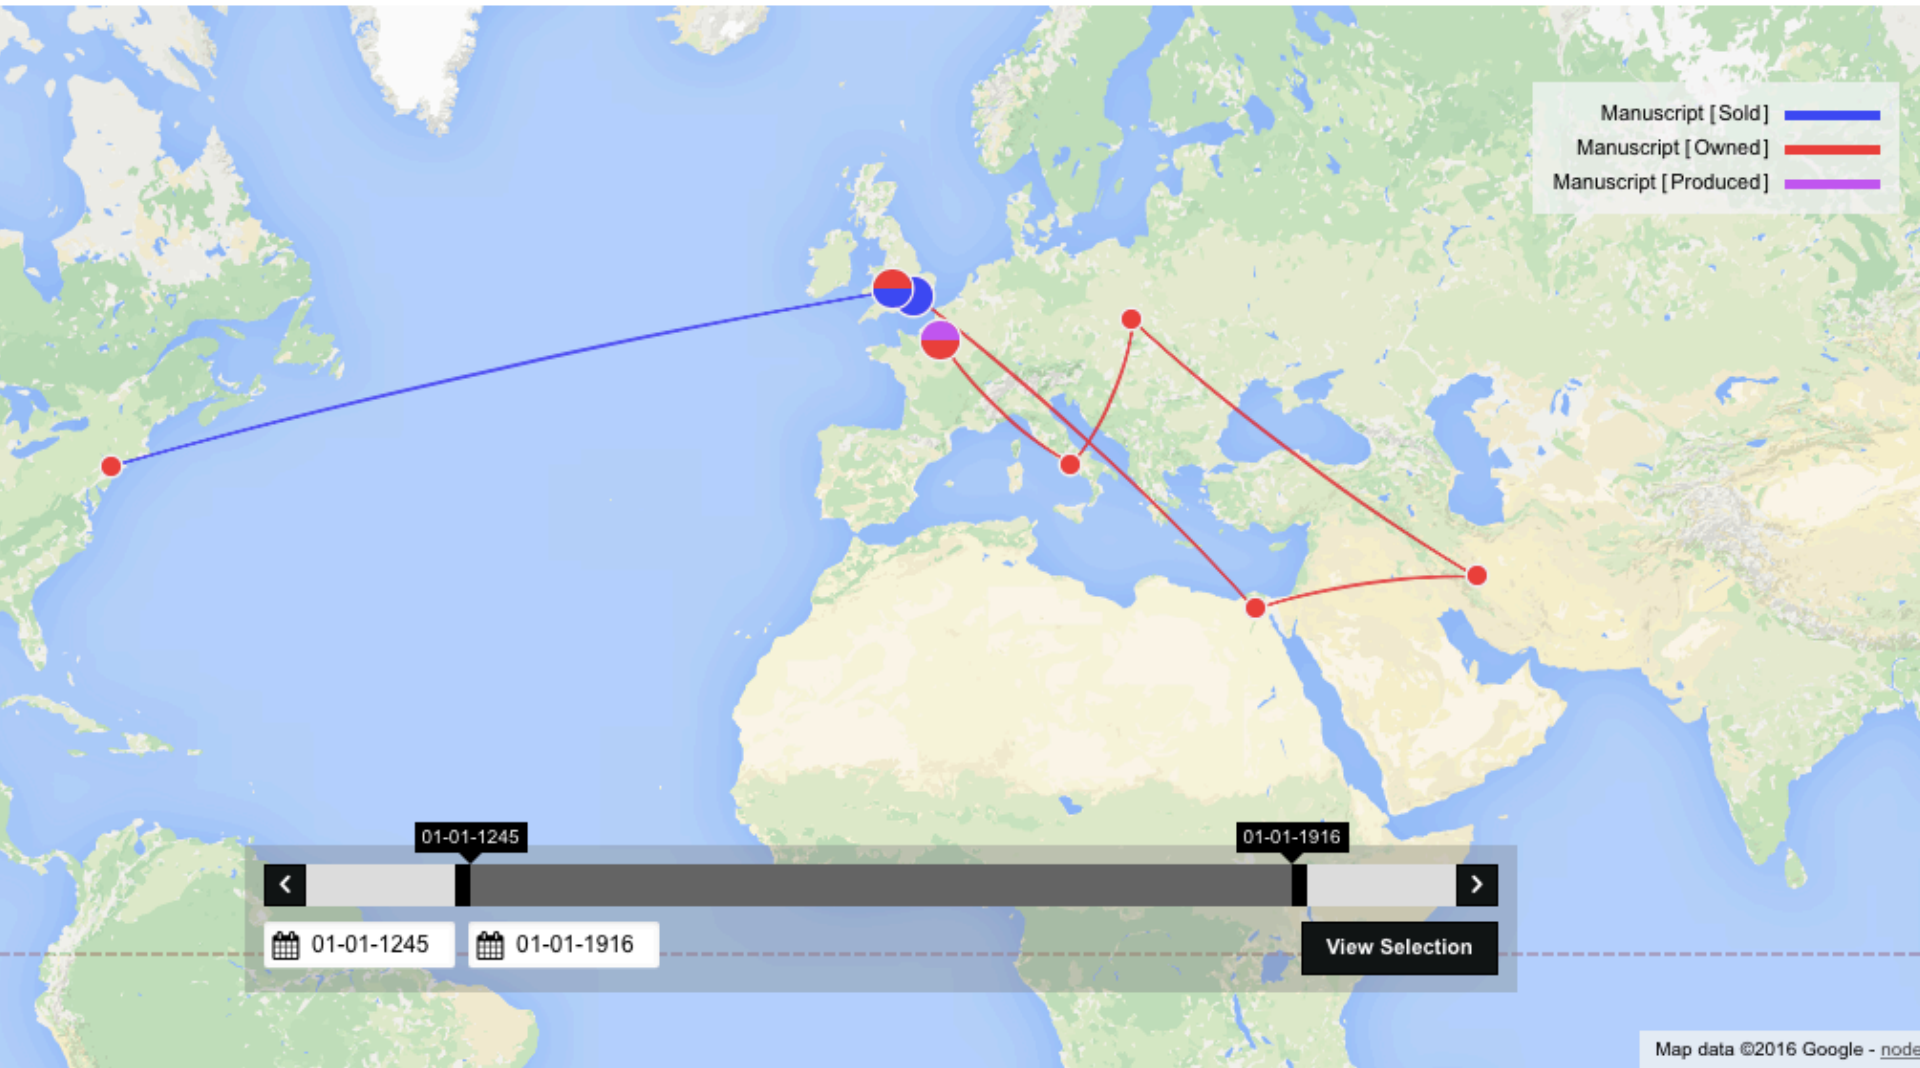 Manuscript [Sold]
Manuscript [Owned]
Manuscript [Produced]
01-01-1245
01-01-1916
01-01-1245
01-01-1916
View Selection
Map data ©2016 Google - node